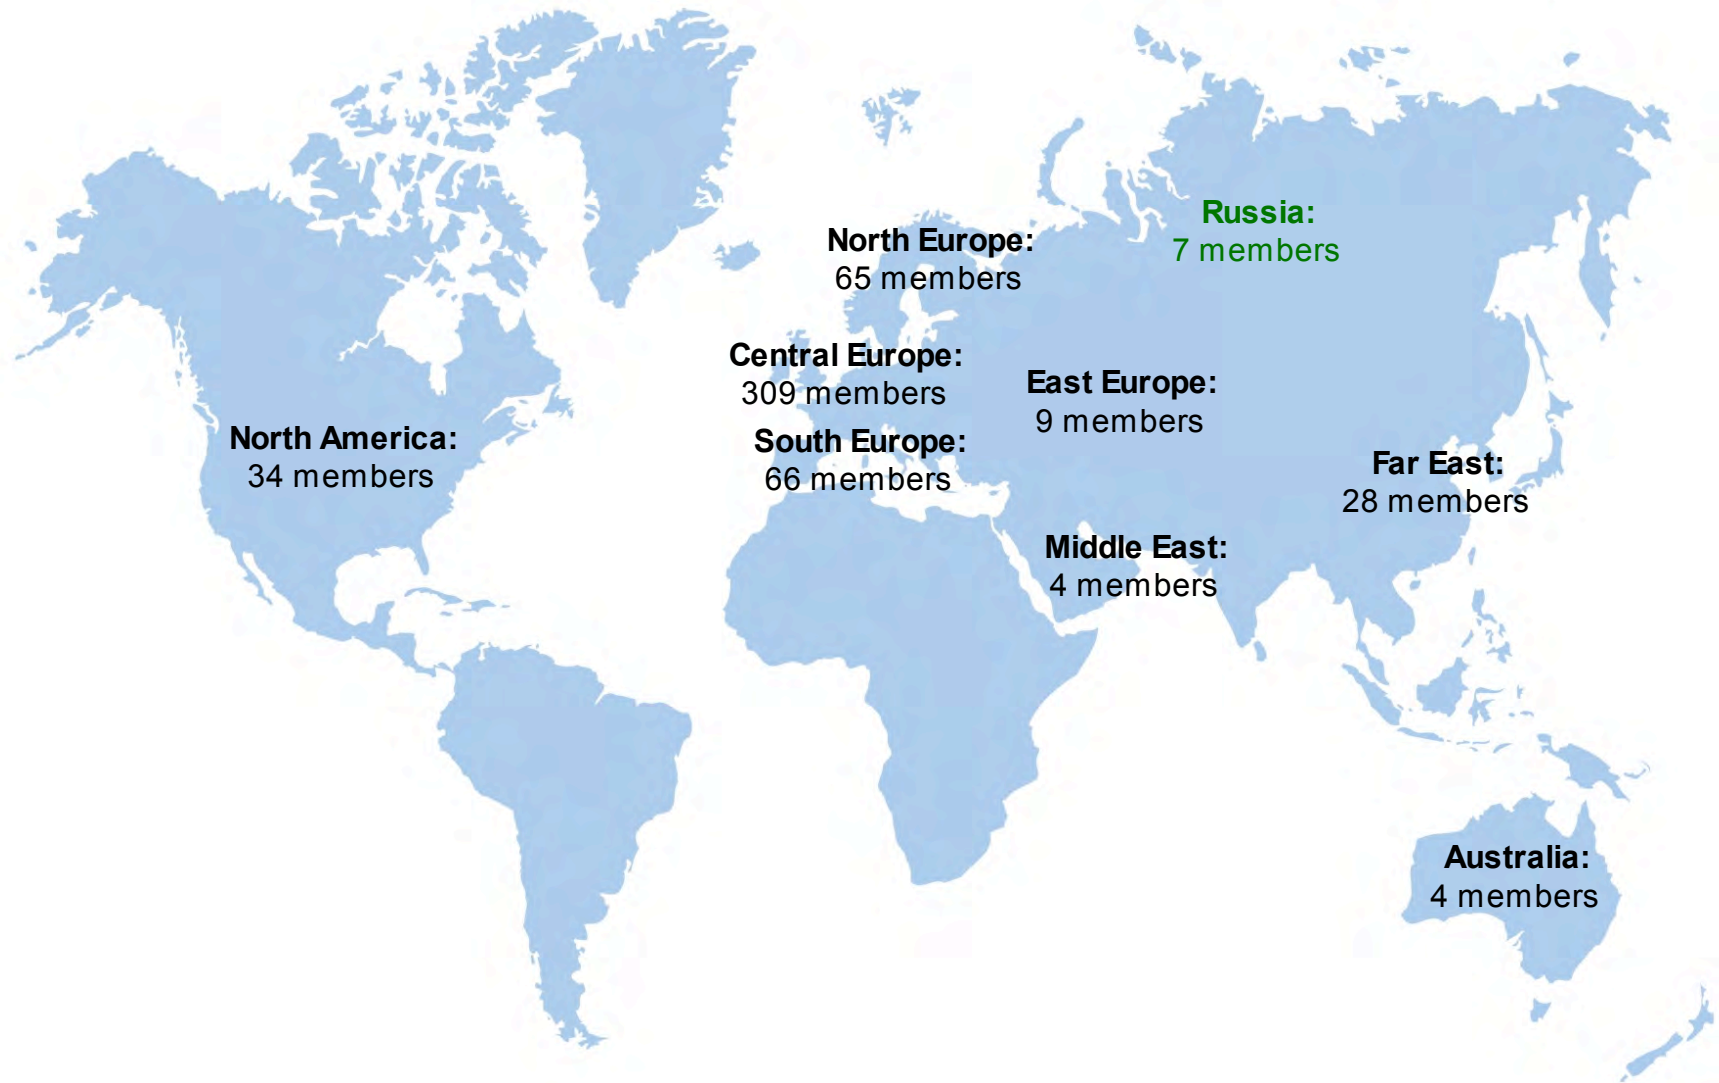 Russia:
7 members
North Europe:
65 members
Central Europe:
309 members
East Europe:
9 members
North America:
34 members
South Europe:
66 members
Far East:
28 members
Middle East:
4 members
Australia:
4 members